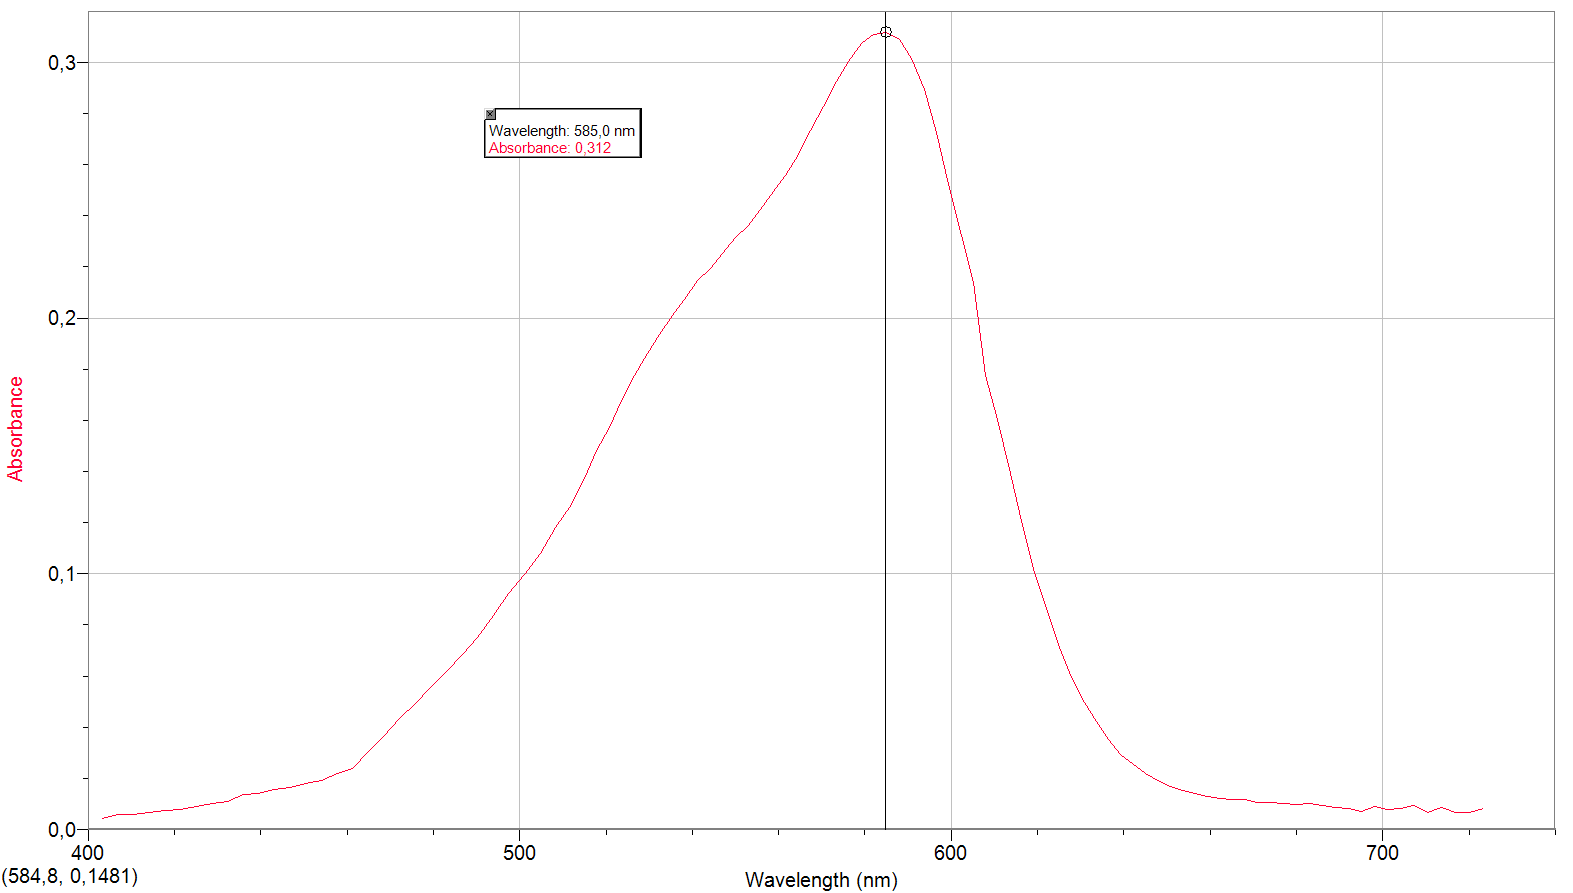 0,3
Wavelength: 585,0 nm
Absorbance: 0,312
0,2
Absorbance
0,1
0,0
400 500 600 700
(584,8, 0,1481)
Wavelength (nm)